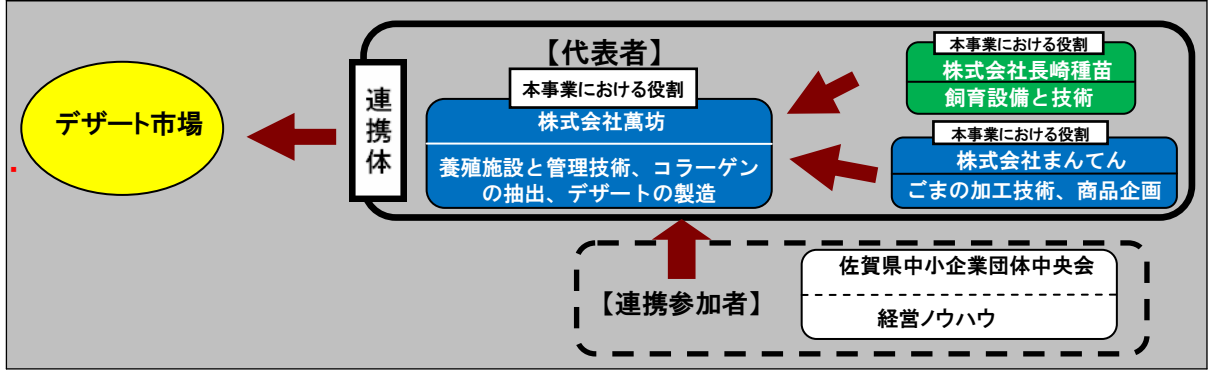 デザート市場
連携体
【代表者】
本事業における役割
株式会社萬坊
養殖施設と管理技術、コラーゲン
の抽出、デザートの製造
本事業における役割
株式会社長崎種苗
飼育設備と技術
本事業における役割
株式会社まんてん
ごまの加工技術、商品企画
【連携参加者】
佐賀県中小企業団体中央会
経営ノウハウ